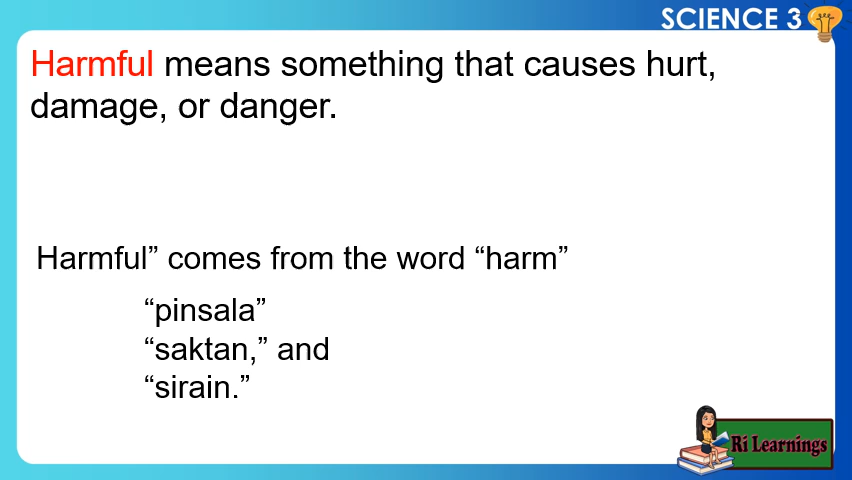 SCIENCE 3
Harmful means something that causes hurt,
damage, or danger.
Harmful” comes from the word “harm”
“pinsala”
“saktan,” and
“sirain.”
Ri Learnings